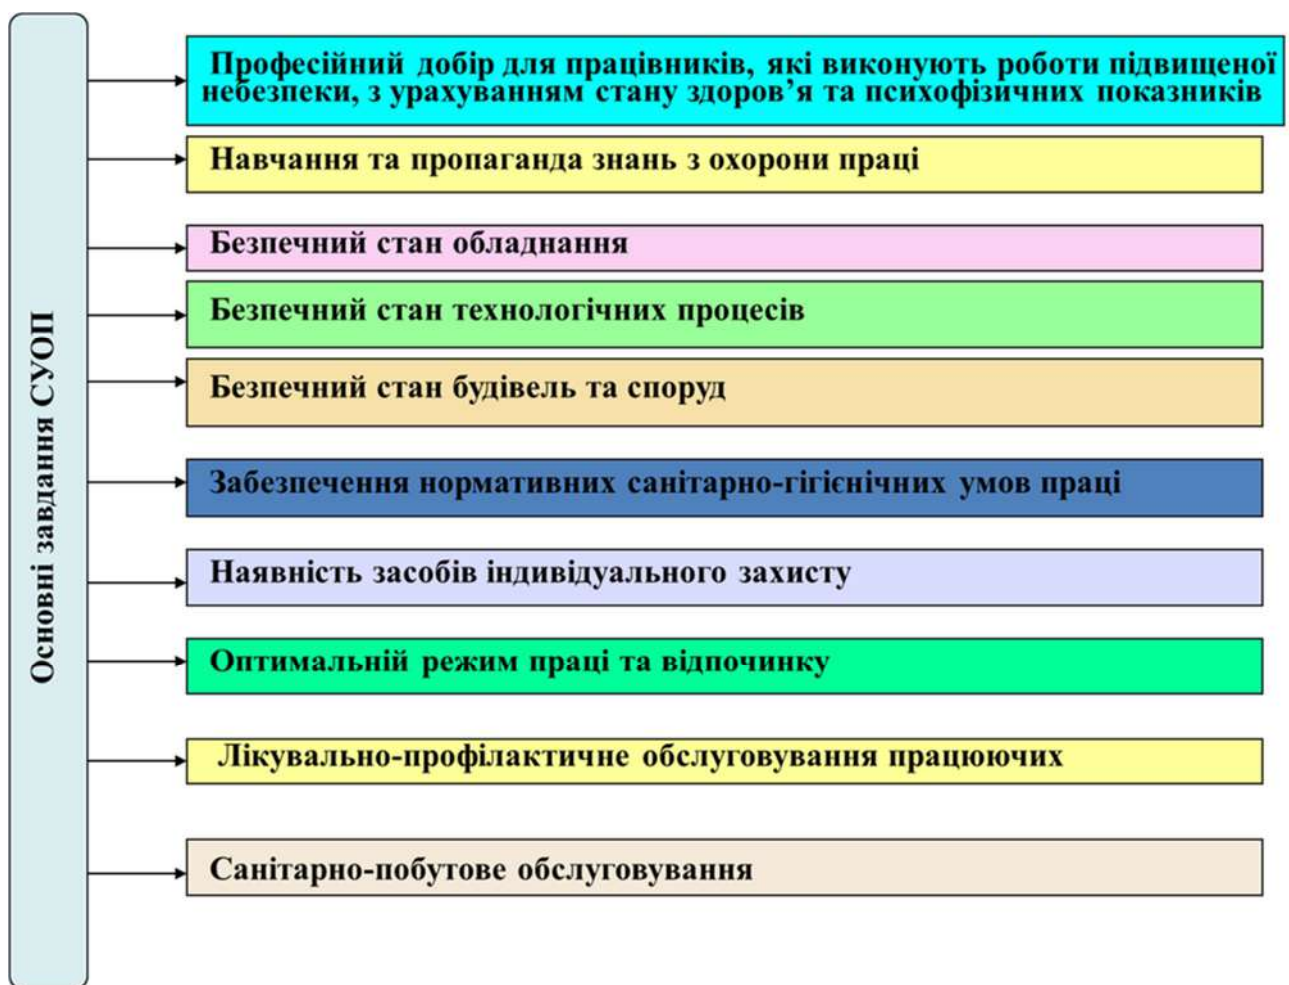 Основні завдання СУОП
Професійний добір для працівників, які виконують роботи підвищеної
небезпеки, з урахуванням стану здоров’я та психофізичних показників
Навчання та пропаганда знань з охорони праці
Безпечний стан обладнання
Безпечний стан технологічних процесів
Безпечний стан будівель та споруд
Забезпечення нормативних санітарно-гігієнічних умов праці
Наявність засобів індивідуального захисту
Оптимальній режим праці та відпочинку
Лікувально-профілактичне обслуговування працюючих
Санітарно-побутове обслуговування